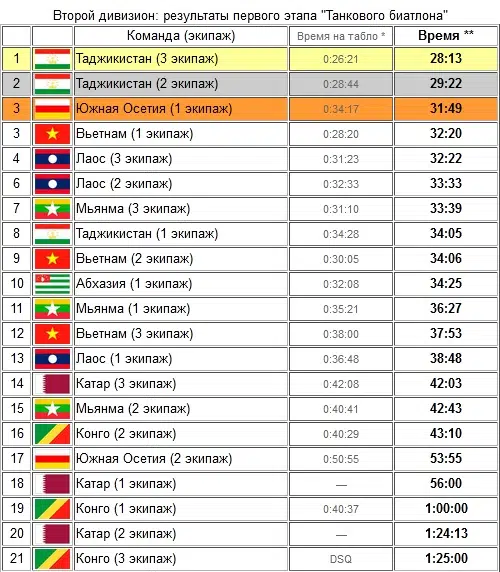 Второй дивизион: результаты первого этапа "Танкового биатлона"
Команда (экипаж) Время на табло * Время **
1 Таджикистан (3 экипаж) 0:26:21 28:13
2 Таджикистан (2 экипаж) 0:28:44 29:22
3 Южная Осетия (1 экипаж) 0:34:17 31:49
3 Вьетнам (1 экипаж) 0:28:20 32:20
4 Лаос (3 экипаж) 0:31:23 32:22
6 Лаос (2 экипаж) 0:32:33 33:33
7 Мьянма (3 экипаж) 0:31:10 33:39
8 Таджикистан (1 экипаж) 0:34:28 34:05
9 Вьетнам (2 экипаж) 0:30:05 34:06
10 Абхазия (1 экипаж) 0:32:08 34:25
11 Мьянма (1 экипаж) 0:35:21 36:27
12 Вьетнам (3 экипаж) 0:38:00 37:53
13 Лаос (1 экипаж) 0:36:48 38:48
14 Катар (3 экипаж) 0:42:08 42:03
15 Мьянма (2 экипаж) 0:40:41 42:43
16 Конго (2 экипаж) 0:40:29 43:10
17 Южная Осетия (2 экипаж) 0:50:55 53:55
18 Катар (1 экипаж) — 56:00
19 Конго (1 экипаж) 0:40:37 1:00:00
20 Катар (2 экипаж) — 1:24:13
21 Конго (3 экипаж) DSQ 1:25:00